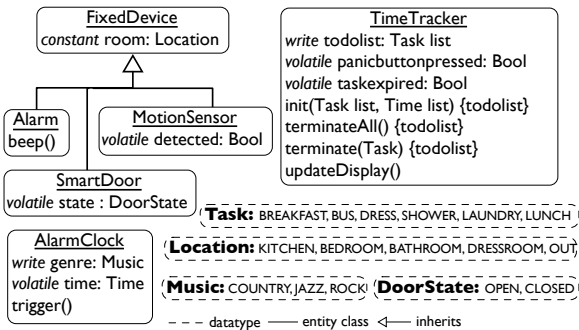 FixedDevice
constant room: Location
Alarm
beep()
MotionSensor
volatile detected: Bool
SmartDoor
volatile state : DoorState
AlarmClock
write genre: Music
volatile time: Time
trigger()
TimeTracker
write todolist: Task list
volatile panicbuttonpressed: Bool
volatile taskexpired: Bool
init(Task list, Time list) {todolist}
terminateAll() {todolist}
terminate(Task) {todolist}
updateDisplay()
Task: BREAKFAST, BUS, DRESS, SHOWER, LAUNDRY, LUNCH
Location: KITCHEN, BEDROOM, BATHROOM, DRESSROOM, OUT
Music: COUNTRY, JAZZ, ROCK
DoorState: OPEN, CLOSED
datatype entity class inherits